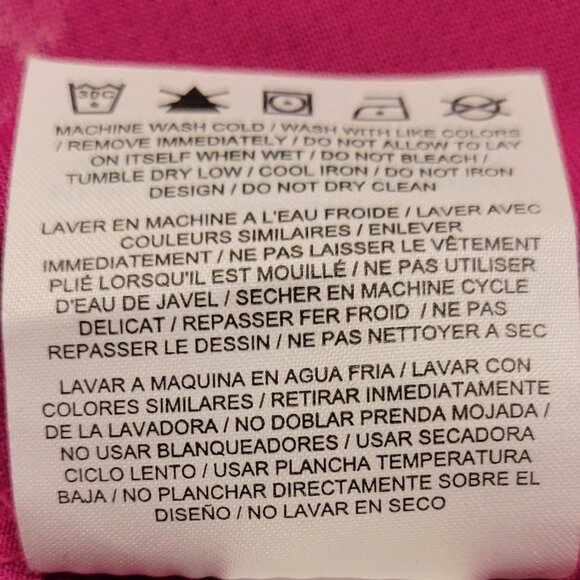 30C
MACHINE WASH COLD / WASH WITH LIKE COLORS
/ REMOVE IMMEDIATELY / DO NOT ALLOW TO LAY
ON ITSELF WHEN WET / DO NOT BLEACH /
TUMBLE DRY LOW / COOL IRON / DO NOT IRON
DESIGN / DO NOT DRY CLEAN
LAVER EN MACHINE A L'EAU FROIDE / LAVER AVEC
COULEURS SIMILAIRES / ENLEVER
IMMEDIATEMENT / NE PAS LAISSER LE VÊTEMENT
PLIÉ LORSQU'IL EST MOUILLÉ / NE PAS UTILISER
D'EAU DE JAVEL / SECHER EN MACHINE CYCLE
DELICAT / REPASSER FER FROID / NE PAS
REPASSER LE DESSIN / NE PAS NETTOYER A SEC
LAVAR A MAQUINA EN AGUA FRIA / LAVAR CON
COLORES SIMILARES / RETIRAR INMEDIATAMENTE
DE LA LAVADORA / NO DOBLAR PRENDA MOJADA /
NO USAR BLANQUEADORES / USAR SECADORA
CICLO LENTO / USAR PLANCHA TEMPERATURA
BAJA / NO PLANCHAR DIRECTAMENTE SOBRE EL
DISEÑO / NO LAVAR EN SECO